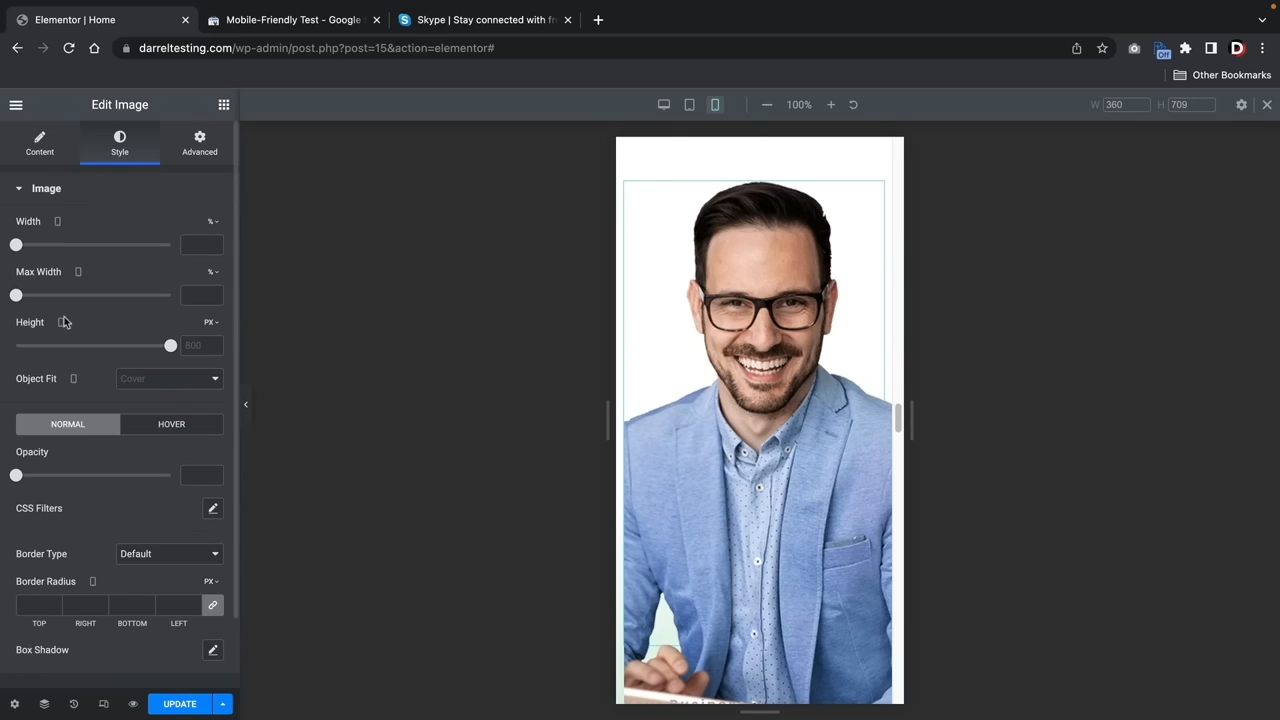 Elementor | Home
Mobile-Friendly Test - Google
Skype | Stay connected with fr
darreltesting.com/wp-admin/post.php?post=15&action=elementor#
Off
D
Other Bookmarks
Edit Image
100%
W 360 H 709
Content Style Advanced
Image
Width %
Max Width %
Height PX
800
Object Fit Cover
NORMAL HOVER
Opacity
CSS Filters
Border Type Default
Border Radius PX
TOP RIGHT BOTTOM LEFT
Box Shadow
UPDATE